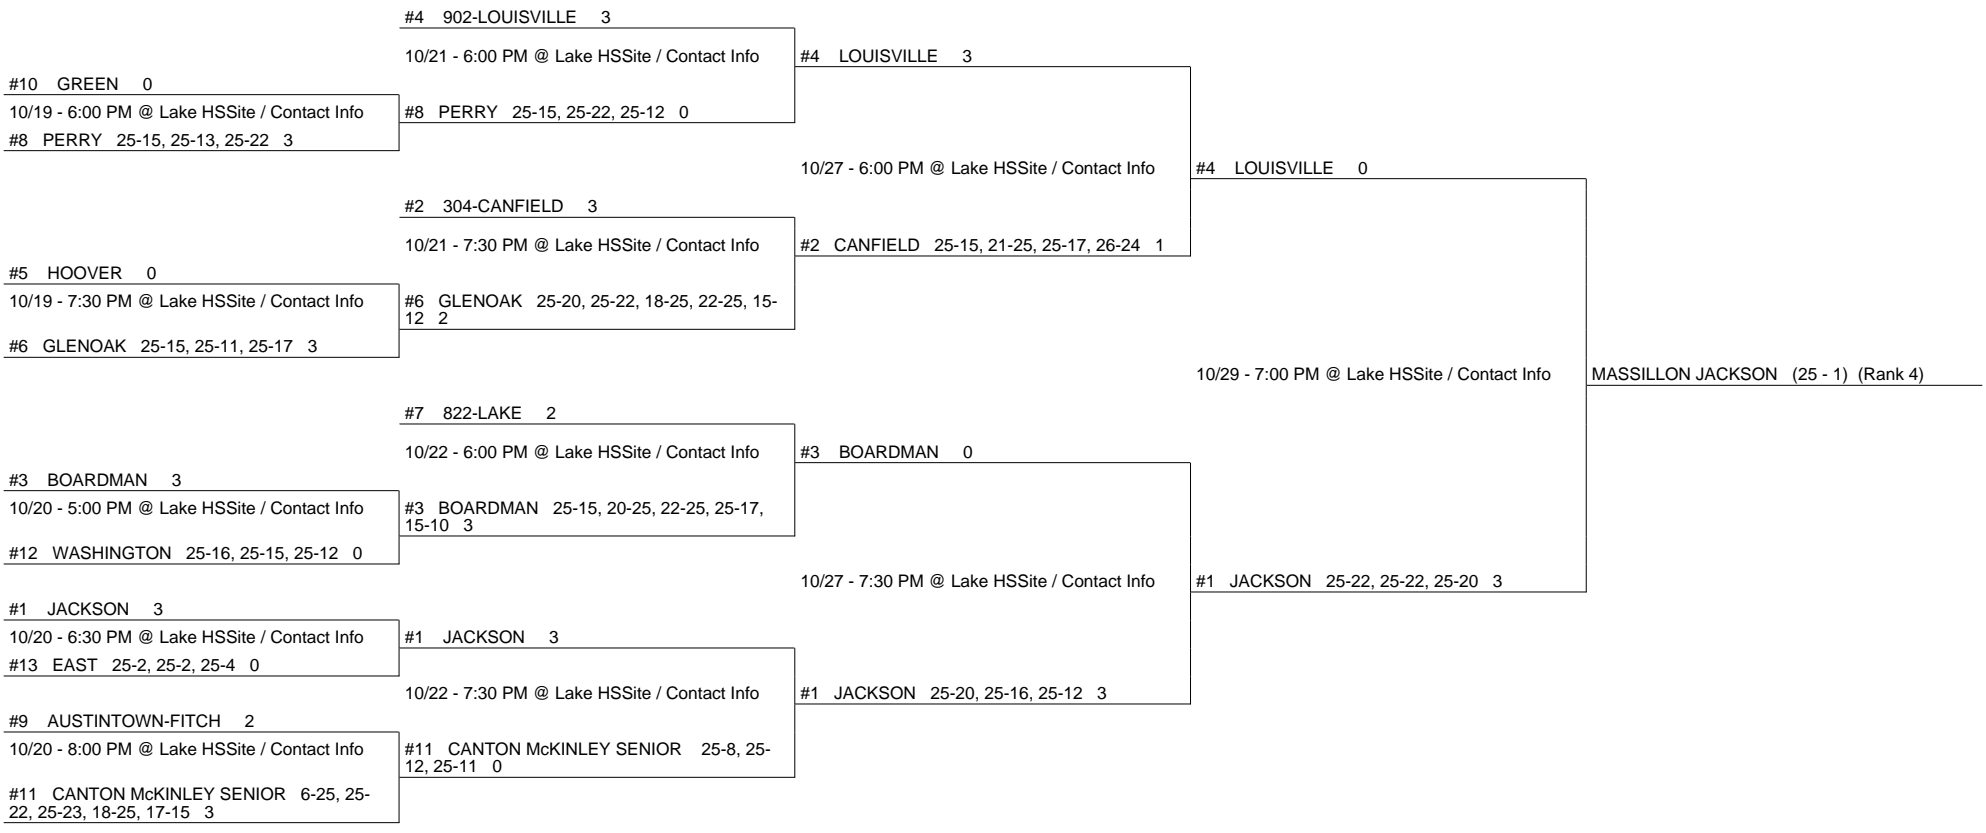 #4 902-LOUISVILLE 3
10/21 - 6:00 PM @ Lake HSSite / Contact Info
#4 LOUISVILLE 3
#10 GREEN 0
10/19 - 6:00 PM @ Lake HSSite / Contact Info
#8 PERRY 25-15, 25-22, 25-12 0
#8 PERRY 25-15, 25-13, 25-22 3
10/27 - 6:00 PM @ Lake HSSite / Contact Info
#4 LOUISVILLE 0
#2 304-CANFIELD 3
10/21 - 7:30 PM @ Lake HSSite / Contact Info
#2 CANFIELD 25-15, 21-25, 25-17, 26-24 1
#5 HOOVER 0
10/19 - 7:30 PM @ Lake HSSite / Contact Info
#6 GLENOAK 25-20, 25-22, 18-25, 22-25, 15-
12 2
#6 GLENOAK 25-15, 25-11, 25-17 3
10/29 - 7:00 PM @ Lake HSSite / Contact Info
MASSILLON JACKSON (25 - 1) (Rank 4)
#7 822-LAKE 2
10/22 - 6:00 PM @ Lake HSSite / Contact Info
#3 BOARDMAN 0
#3 BOARDMAN 3
10/20 - 5:00 PM @ Lake HSSite / Contact Info
#3 BOARDMAN 25-15, 20-25, 22-25, 25-17,
15-10 3
#12 WASHINGTON 25-16, 25-15, 25-12 0
10/27 - 7:30 PM @ Lake HSSite / Contact Info
#1 JACKSON 25-22, 25-22, 25-20 3
#1 JACKSON 3
10/20 - 6:30 PM @ Lake HSSite / Contact Info
#1 JACKSON 3
#13 EAST 25-2, 25-2, 25-4 0
10/22 - 7:30 PM @ Lake HSSite / Contact Info
#1 JACKSON 25-20, 25-16, 25-12 3
#9 AUSTINTOWN-FITCH 2
10/20 - 8:00 PM @ Lake HSSite / Contact Info
#11 CANTON McKINLEY SENIOR 25-8, 25-
12, 25-11 0
#11 CANTON McKINLEY SENIOR 6-25, 25-
22, 25-23, 18-25, 17-15 3